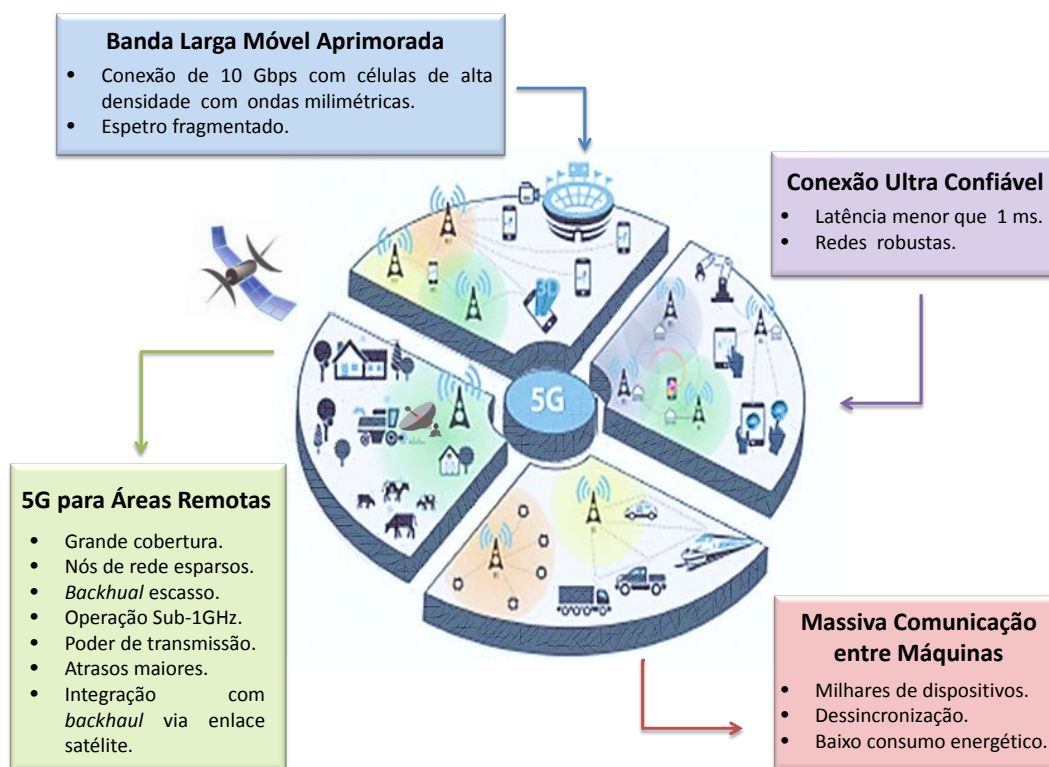 Banda Larga Móvel Aprimorada
• Conexão de 10 Gbps com células de alta
densidade com ondas milimétricas.
• Espetro fragmentado.
Conexão Ultra Confiável
• Latência menor que 1 ms.
• Redes robustas.
3D
5G
5G para Áreas Remotas
• Grande cobertura.
• Nós de rede esparsos.
• Backhual escasso.
• Operação Sub-1GHz.
• Poder de transmissão.
• Atrasos maiores.
• Integração com
backhaul via enlace
satélite.
Massiva Comunicação
entre Máquinas
• Milhares de dispositivos.
• Dessincronização.
• Baixo consumo energético.